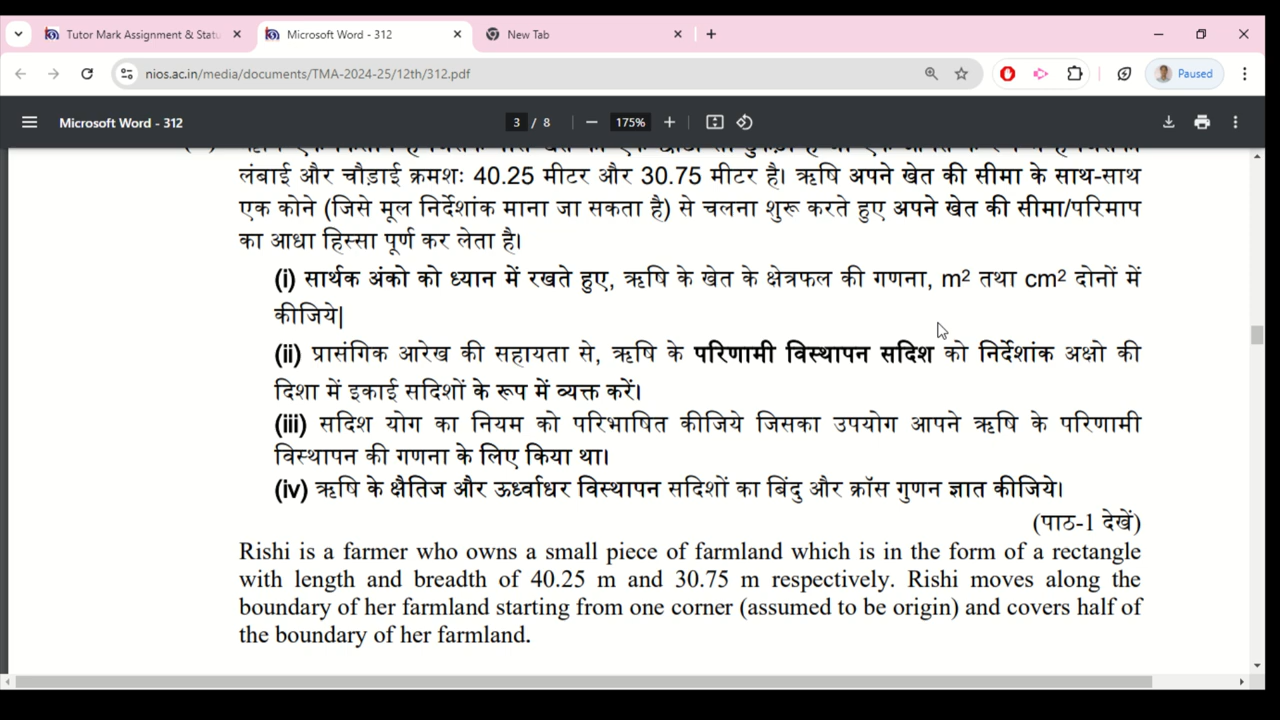 Tutor Mark Assignment & Statu
Microsoft Word - 312
New Tab
nios.ac.in/media/documents/TMA-2024-25/12th/312.pdf
Paused
Microsoft Word - 312
3 / 8
175%
लंबाई और चौड़ाई क्रमशः 40.25 मीटर और 30.75 मीटर है। ऋषि अपने खेत की सीमा के साथ-साथ
एक कोने (जिसे मूल निर्देशांक माना जा सकता है) से चलना शुरू करते हुए अपने खेत की सीमा/परिमाप
का आधा हिस्सा पूर्ण कर लेता है।
(i) सार्थक अंको को ध्यान में रखते हुए, ऋषि के खेत के क्षेत्रफल की गणना, m² तथा cm² दोनों में
कीजिये|
(ii) प्रासंगिक आरेख की सहायता से, ऋषि के परिणामी विस्थापन सदिश को निर्देशांक अक्षो की
दिशा में इकाई सदिशों के रूप में व्यक्त करें।
(iii) सदिश योग का नियम को परिभाषित कीजिये जिसका उपयोग आपने ऋषि के परिणामी
विस्थापन की गणना के लिए किया था।
(iv) ऋषि के क्षैतिज और ऊर्ध्वाधर विस्थापन सदिशों का बिंदु और क्रॉस गुणन ज्ञात कीजिये।
(पाठ-1 देखें)
Rishi is a farmer who owns a small piece of farmland which is in the form of a rectangle
with length and breadth of 40.25 m and 30.75 m respectively. Rishi moves along the
boundary of her farmland starting from one corner (assumed to be origin) and covers half of
the boundary of her farmland.